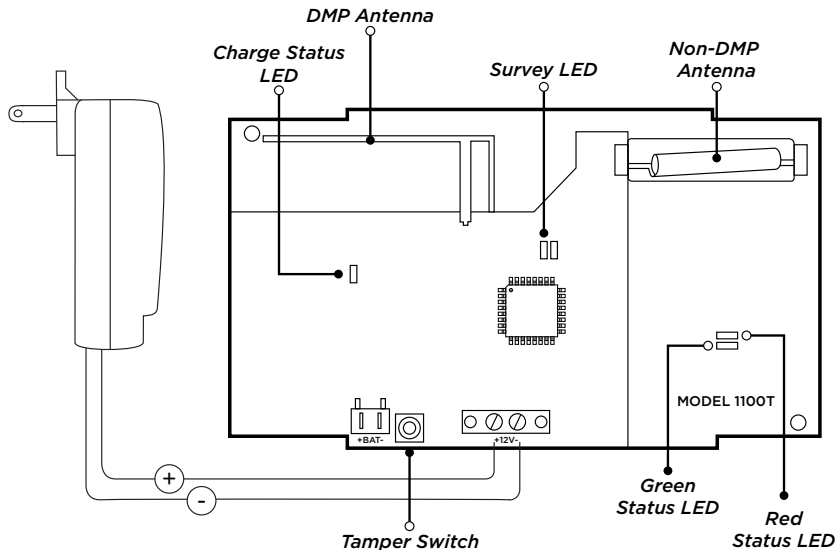 DMP Antenna
Charge Status
LED
Survey LED
Non-DMP
Antenna
MODEL 1100T
+BAT-
+12V-
+
-
Green
Status LED
Red
Status LED
Tamper Switch